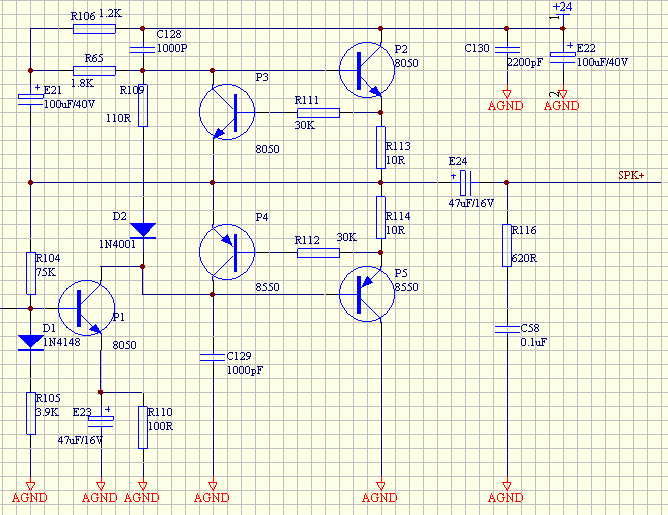 +24
R106 1.2K
1
C128
1000P
P2
8050
C130
2200pF
E22
100uF/40V
2
R65
1.8K
P3
8050
E21
100uF/40V
R109
110R
R111
30K
AGND
AGND
R113
10R
E24
47uF/16V
SPK+
D2
1N4001
P4
8550
R112
30K
R114
10R
R116
620R
R104
75K
P5
8550
P1
8050
D1
1N4148
C129
1000pF
C58
0.1uF
R105
3.9K
E23
47uF/16V
R110
100R
AGND
AGND
AGND
AGND
AGND
AGND